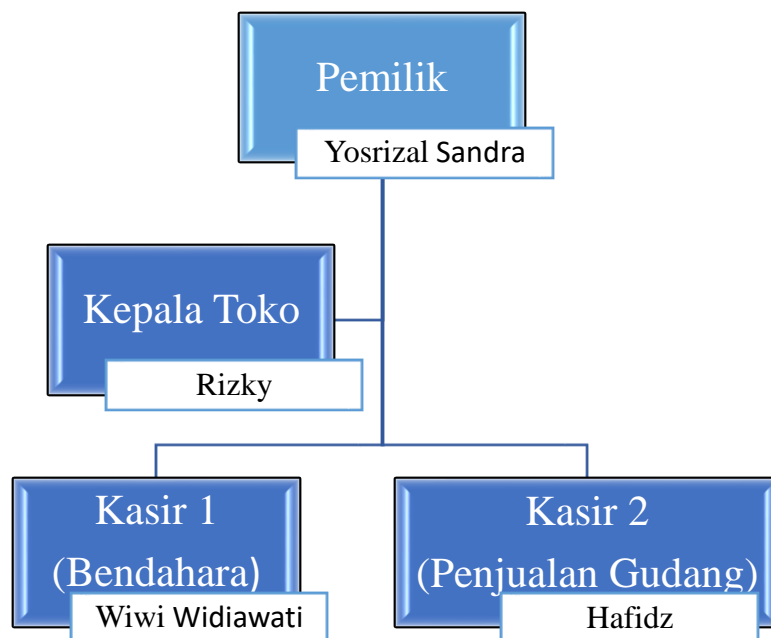 Pemilik
Yosrizal Sandra
Kepala Toko
Rizky
Kasir 1
(Bendahara)
Wiwi Widiawati
Kasir 2
(Penjualan Gudang)
Hafidz